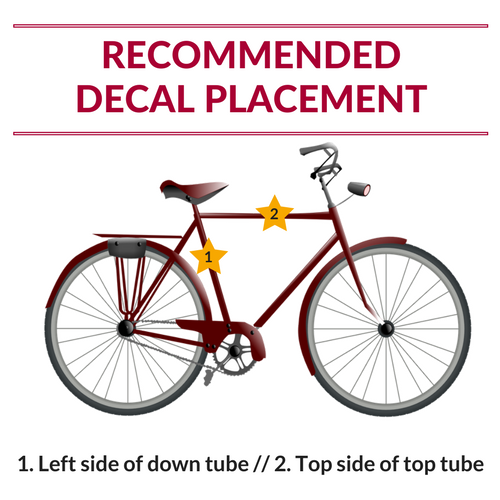 RECOMMENDED
DECAL PLACEMENT
2
1
1. Left side of down tube // 2. Top side of top tube